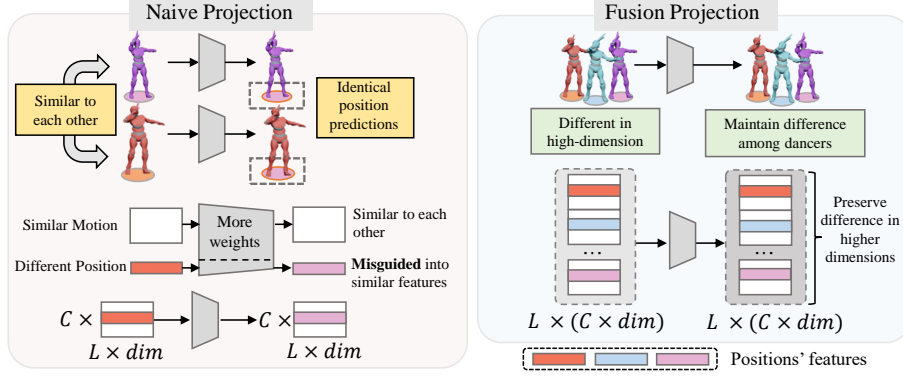 Naive Projection
Similar to
each other
Identical
position
predictions
Similar Motion
More
weights
Similar to each
other
Different Position
Misguided into
similar features
C ×
L × dim
C ×
L × dim
Fusion Projection
Different in
high-dimension
Maintain difference
among dancers
...
...
Preserve
difference in
higher
dimensions
L × (C × dim)
L × (C × dim)
Positions' features